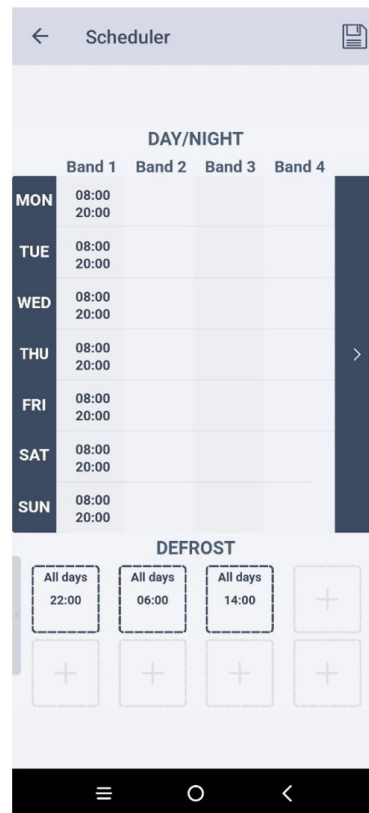 Scheduler
DAY/NIGHT
Band 1 Band 2 Band 3 Band 4
MON 08:00
20:00
TUE 08:00
20:00
WED 08:00
20:00
THU 08:00
20:00
FRI 08:00
20:00
SAT 08:00
20:00
SUN 08:00
20:00
DEFROST
All days All days All days
22:00 06:00 14:00